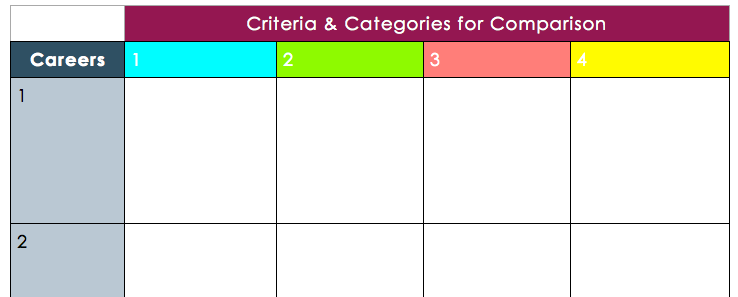 Criteria & Categories for Comparison
Careers 1 2 3 4
1
2